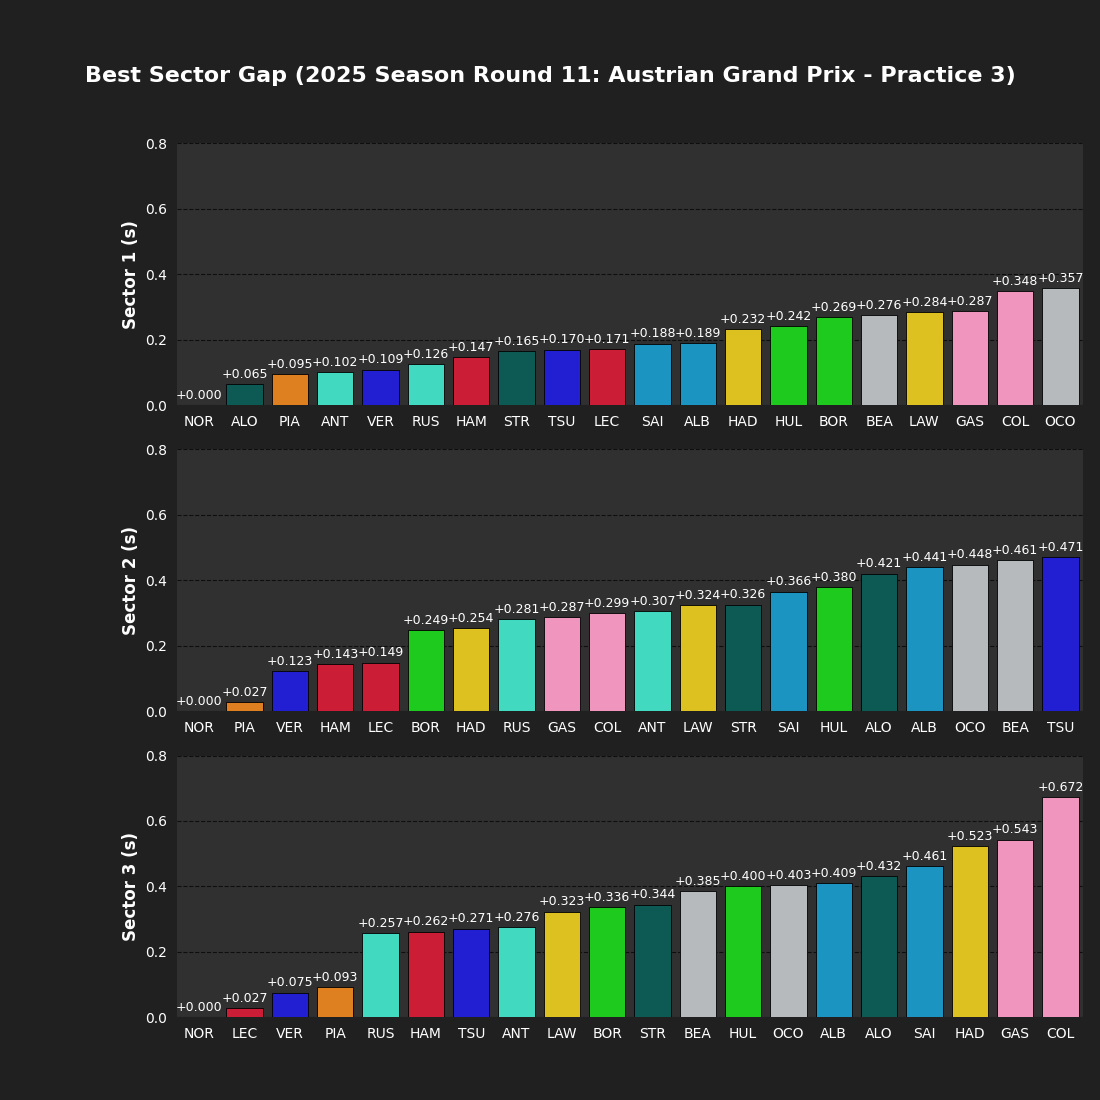 Best Sector Gap (2025 Season Round 11: Austrian Grand Prix - Practice 3)
Sector 1 (s)
0.8
0.6
0.4
0.2
0.0
+0.000 +0.065 +0.095 +0.102 +0.109 +0.126 +0.147 +0.165 +0.170 +0.171 +0.188 +0.189 +0.232 +0.242 +0.269 +0.276 +0.284 +0.287 +0.348 +0.357
NOR ALO PIA ANT VER RUS HAM STR TSU LEC SAI ALB HAD HUL BOR BEA LAW GAS COL OCO
Sector 2 (s)
0.8
0.6
0.4
0.2
0.0
+0.000 +0.027 +0.123 +0.143 +0.149 +0.249 +0.254 +0.281 +0.287 +0.299 +0.307 +0.324 +0.326 +0.366 +0.380 +0.421 +0.441 +0.448 +0.461 +0.471
NOR PIA VER HAM LEC BOR HAD RUS GAS COL ANT LAW STR SAI HUL ALO ALB OCO BEA TSU
Sector 3 (s)
0.8
0.6
0.4
0.2
0.0
+0.000 +0.027 +0.075 +0.093 +0.257 +0.262 +0.271 +0.276 +0.323 +0.336 +0.344 +0.385 +0.400 +0.403 +0.409 +0.432 +0.461 +0.523 +0.543 +0.672
NOR LEC VER PIA RUS HAM TSU ANT LAW BOR STR BEA HUL OCO ALB ALO SAI HAD GAS COL